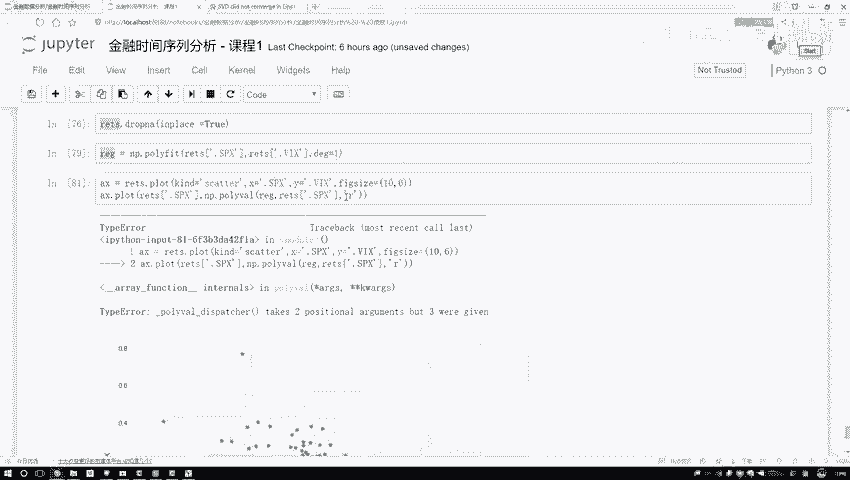 jupyter 金融时间序列分析 - 课程1 Last Checkpoint: 6 hours ago (unsaved changes)
Start
File Edit View Insert Cell Kernel Widgets Help
Not Trusted
Python 3
Code
In [76] rets.dropna(inplace =True)
In [79] reg = np.polyfit(rets['.SPX'],rets['.VIX'],deg=1)
In [81] ax = rets.plot(kind='scatter',x='.SPX',y='.VIX',figsize=(10,6))
ax.plot(rets['.SPX'],np.polyval(reg,rets['.SPX'],'r'))
TypeError Traceback (most recent call last)
<ipython-input-81-6f3b3da42f1a> in
1 ax = rets.plot(kind='scatter',x='.SPX',y='.VIX',figsize=(10,6))
----> 2 ax.plot(rets['.SPX'],np.polyval(reg,rets['.SPX'],'r'))
<__array_function__ internals> in polyval(*args, **kwargs)
TypeError: _polyval_dispatcher() takes 2 positional arguments but 3 were given
0.8
0.6
0.4